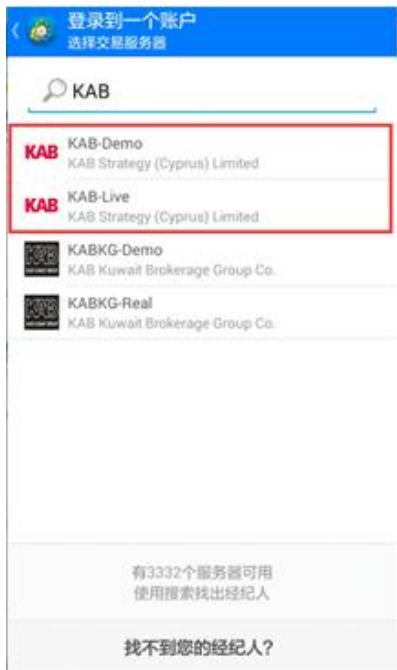 登录到一个账户
选择交易服务器
KAB
KAB KAB-Demo
KAB Strategy (Cyprus) Limited
KAB KAB-Live
KAB Strategy (Cyprus) Limited
KABKG-Demo
KAB Kuwait Brokerage Group Co.
KABKG-Real
KAB Kuwait Brokerage Group Co.
有3332个服务器可用
使用搜索找出经纪人
找不到您的经纪人?